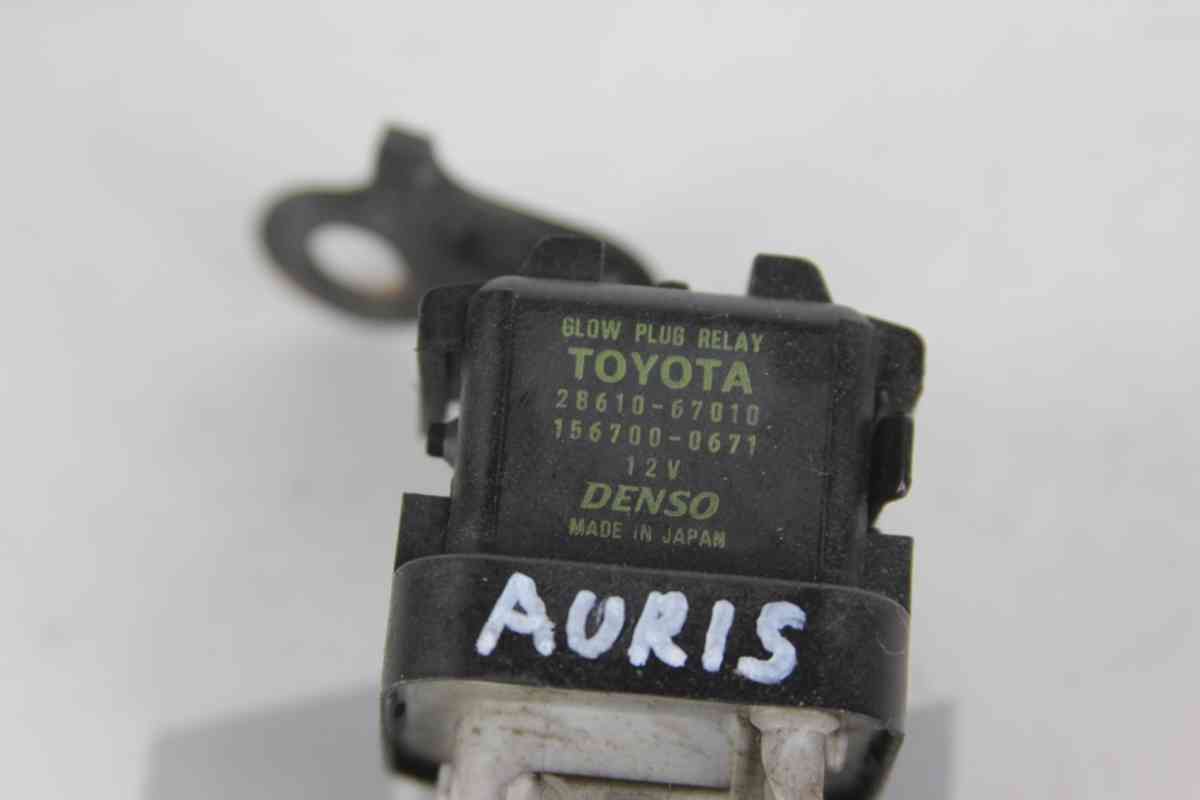 GLOW PLUG RELAY
TOYOTA
28610-67010
156700-0671
12V
DENSO
MADE IN JAPAN
AURIS